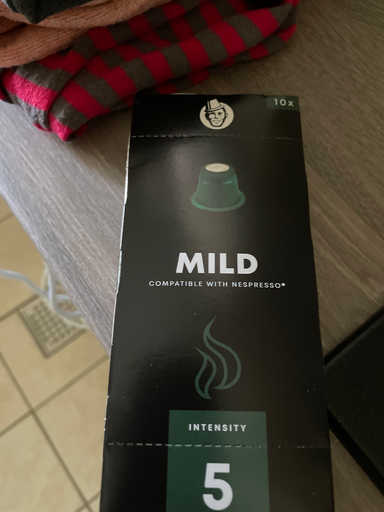 10x
MILD
COMPATIBLE WITH NESPRESSO*
INTENSITY
5